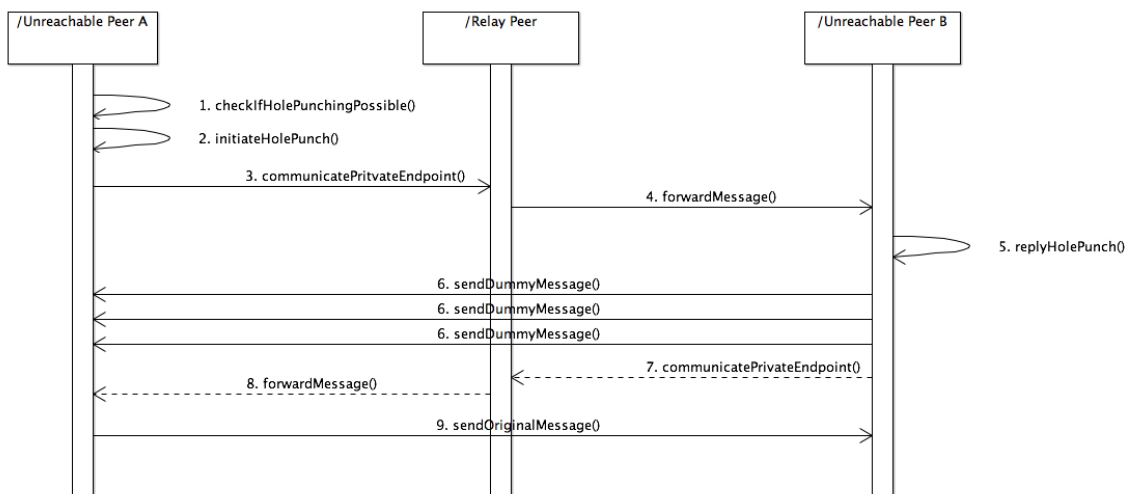 /Unreachable Peer A
/Relay Peer
/Unreachable Peer B
1. checkIfHolePunchingPossible()
2. initiateHolePunch()
3. communicatePritvateEndpoint()
4. forwardMessage()
5. replyHolePunch()
6. sendDummyMessage()
6. sendDummyMessage()
6. sendDummyMessage()
7. communicatePrivateEndpoint()
8. forwardMessage()
9. sendOriginalMessage()